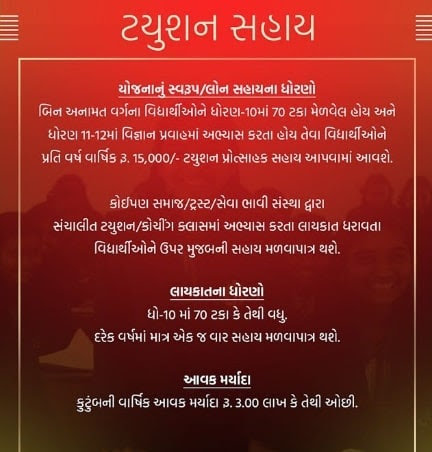 ટયુશન સહાય
યોજનાનું સ્વરૂપ/લોન સહાયના ધોરણો
બિન અનામત વર્ગના વિદ્યાર્થીઓને ધોરણ-10માં 70 ટકા મેળવેલ હોય અને
ધોરણ 11-12માં વિજ્ઞાન પ્રવાહમાં અભ્યાસ કરતા હોય તેવા વિદ્યાર્થીઓને
પ્રતિ વર્ષ વાર્ષિક રૂ. 15,000/- ટયુશન પ્રોત્સાહક સહાય આપવામાં આવશે.
કોઈપણ સમાજ/ટ્રસ્ટ/સેવા ભાવી સંસ્થા દ્વારા
સંચાલીત ટયુશન/કોચીંગ ક્લાસમાં અભ્યાસ કરતા લાયકાત ધરાવતા
વિદ્યાર્થીઓને ઉપર મુજબની સહાય મળવાપાત્ર થશે.
લાયકાતના ધોરણો
ધો-10 માં 70 ટકા કે તેથી વધુ.
દરેક વર્ષમાં માત્ર એક જ વાર સહાય મળવાપાત્ર થશે.
આવક મર્યાદા
કુટુંબની વાર્ષિક આવક મર્યાદા રૂ. 3.00 લાખ કે તેથી ઓછી.